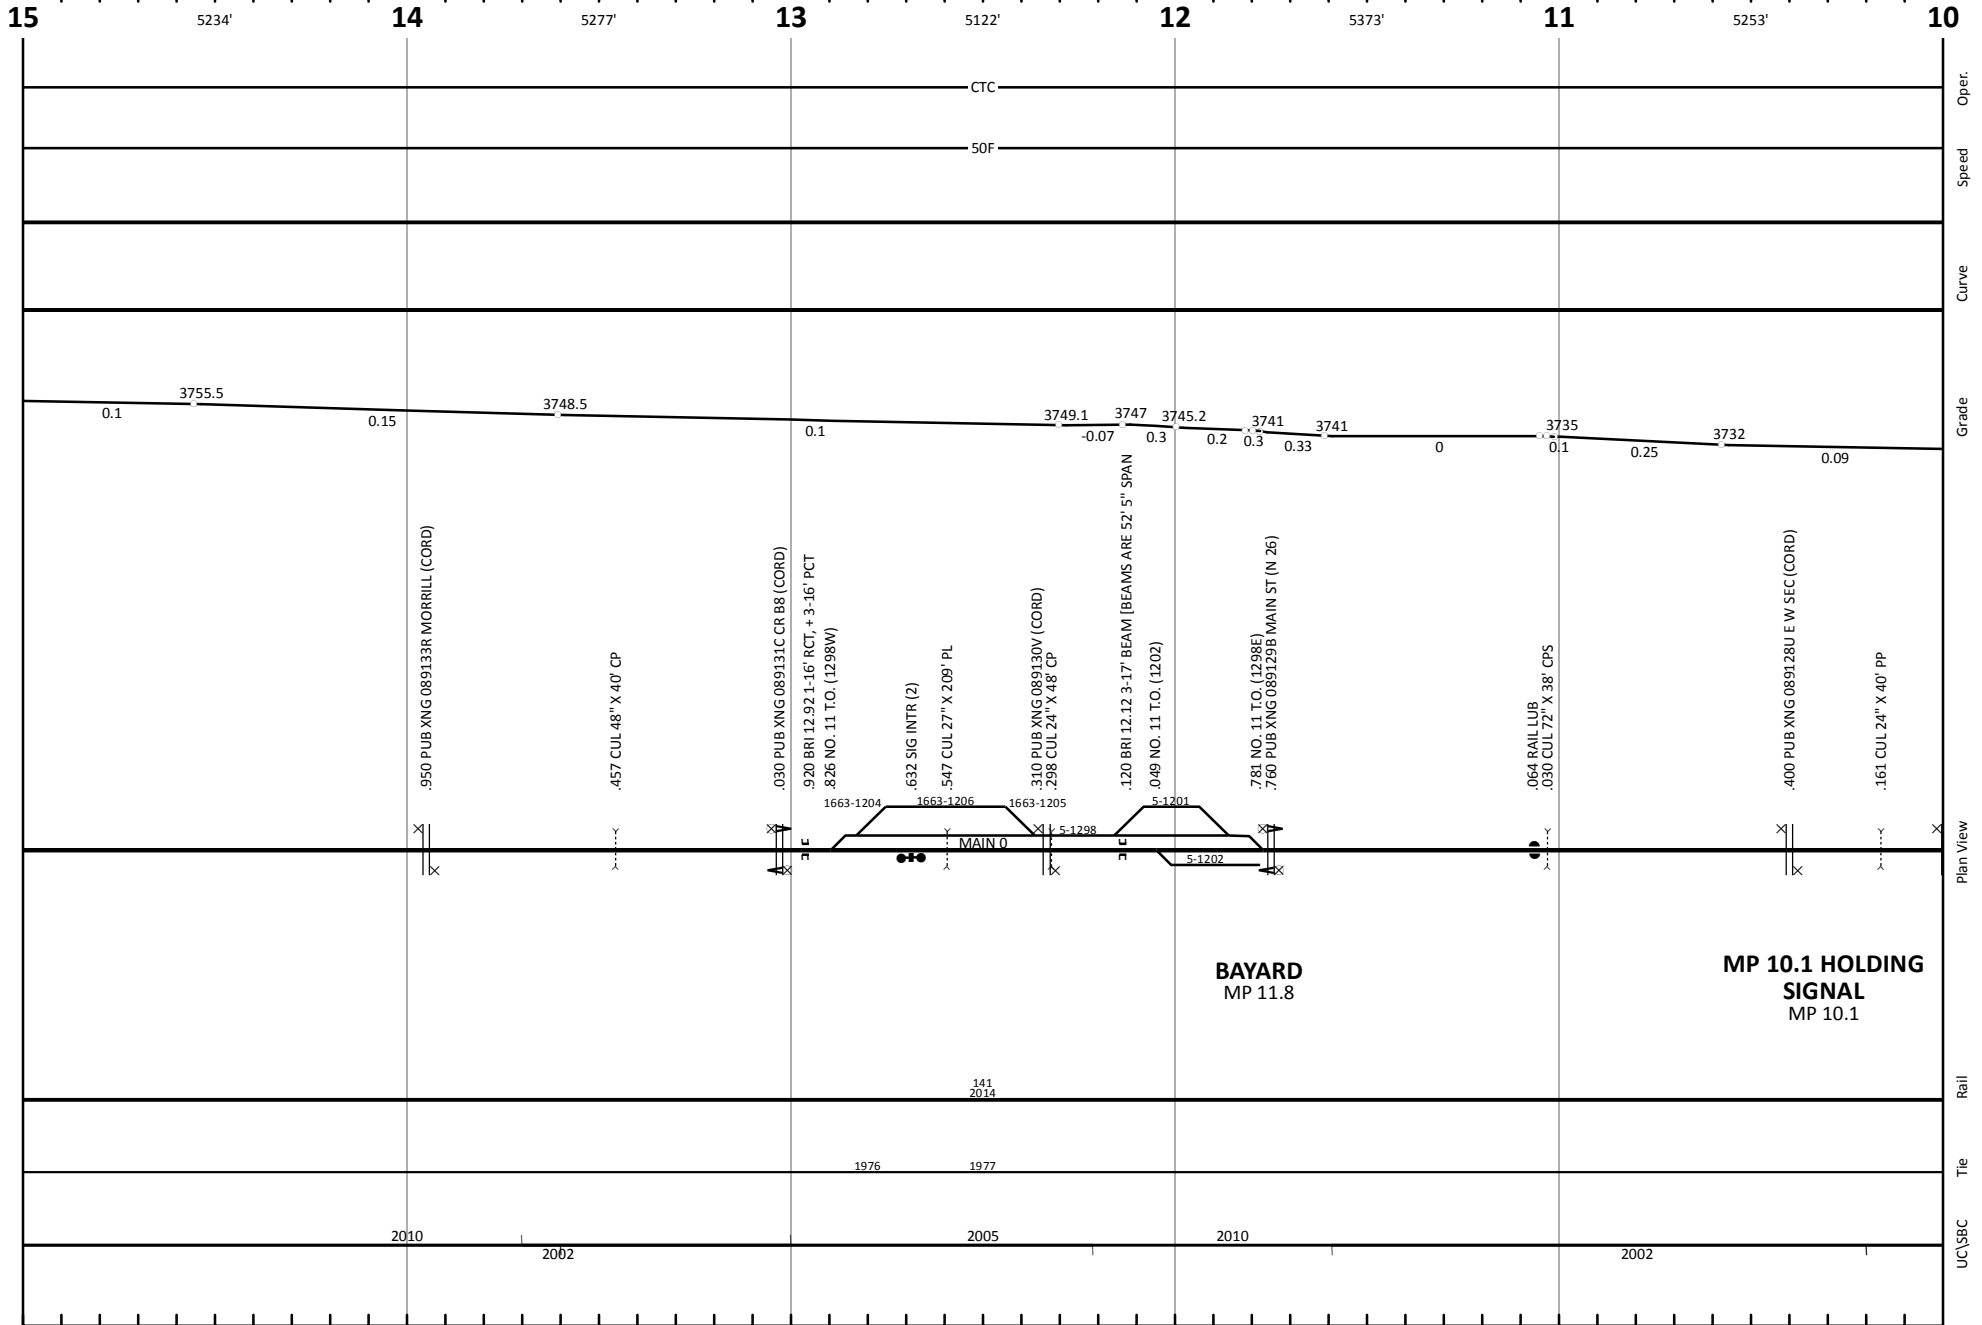 15 5234' 14 5277' 13 5122' 12 5373' 11 5253' 10
CTC
Oper.
50F
Speed
Curve
3755.5 3748.5 3749.1 3747 3745.2 3741 3741 3735 3732
0.1 0.15 0.1 -0.07 0.3 0.2 0.3 0.33 0 0.1 0.25 0.09
Grade
.950 PUB XNG 089133R MORRILL (CORD)
.457 CUL 48" X 40' CP
.030 PUB XNG 089131C CR B8 (CORD)
.920 BRI 12.92 1-16' RCT, + 3-16' PCT
.826 NO. 11 T.O. (1298W)
.632 SIG INTR (2)
.547 CUL 27" X 209' PL
.310 PUB XNG 089130V (CORD)
.298 CUL 24" X 48' CP
.120 BRI 12.12 3-17' BEAM [BEAMS ARE 52' 5" SPAN
.049 NO. 11 T.O. (1202)
.781 NO. 11 T.O. (1298E)
.760 PUB XNG 089129B MAIN ST (N 26)
.064 RAIL LUB
.030 CUL 72" X 38' CPS
.400 PUB XNG 089128U E W SEC (CORD)
.161 CUL 24" X 40' PP
1663-1204 1663-1206 1663-1205 5-1201
5-1298
MAIN 0
5-1202
Plan View
BAYARD
MP 11.8
MP 10.1 HOLDING
SIGNAL
MP 10.1
141
2014
Rail
1976 1977
Tie
2010 2005 2010
2002 2002
UC\SBC